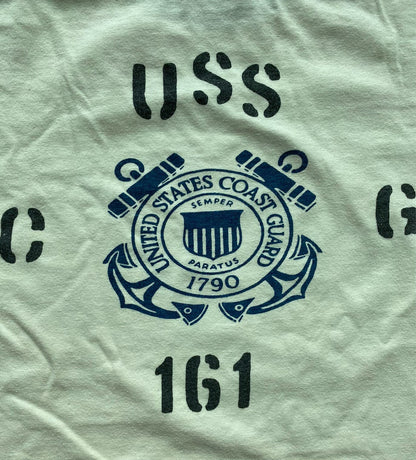 USS
C G
UNITED STATES COAST GUARD
SEMPER
PARATUS
1790
161